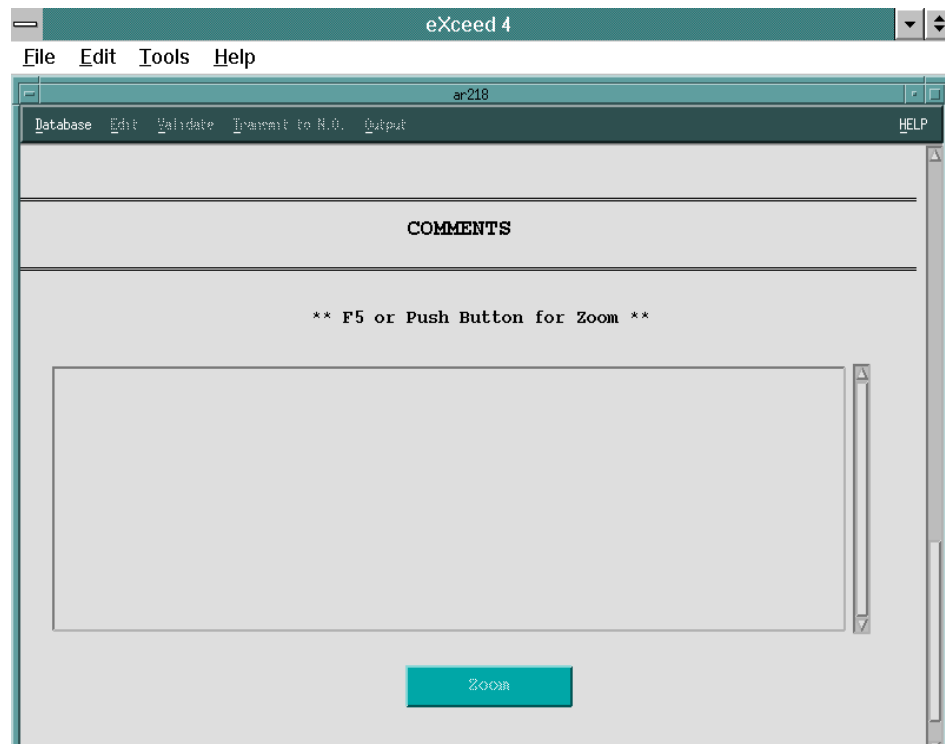 eXceed 4
File Edit Tools Help
ar218
Database Edit Validate Transmit to N.O. Output HELP
COMMENTS
** F5 or Push Button for Zoom **
Zoom